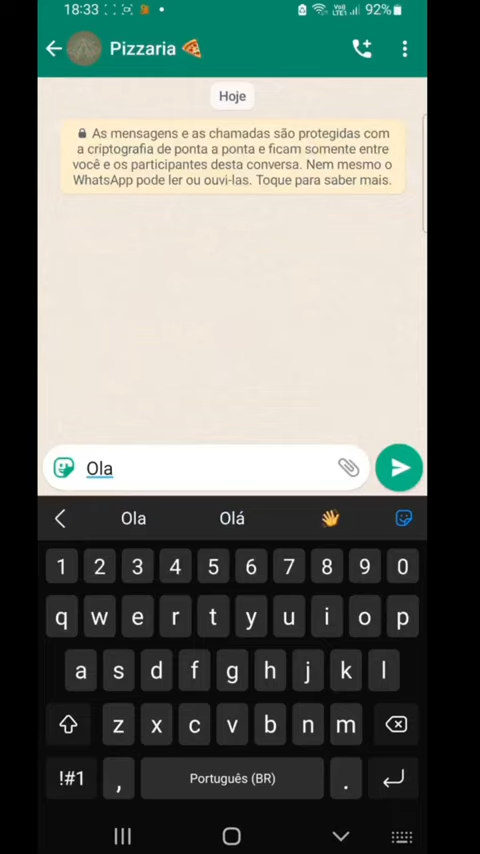 18:33 92%
Pizzaria 🍕
Hoje
As mensagens e as chamadas são protegidas com
a criptografia de ponta a ponta e ficam somente entre
você e os participantes desta conversa. Nem mesmo o
WhatsApp pode ler ou ouvi-las. Toque para saber mais.
Ola
Ola Olá 👋
1 2 3 4 5 6 7 8 9 0
q w e r t y u i o p
a s d f g h j k l
z x c v b n m
!#1 , Português (BR) .